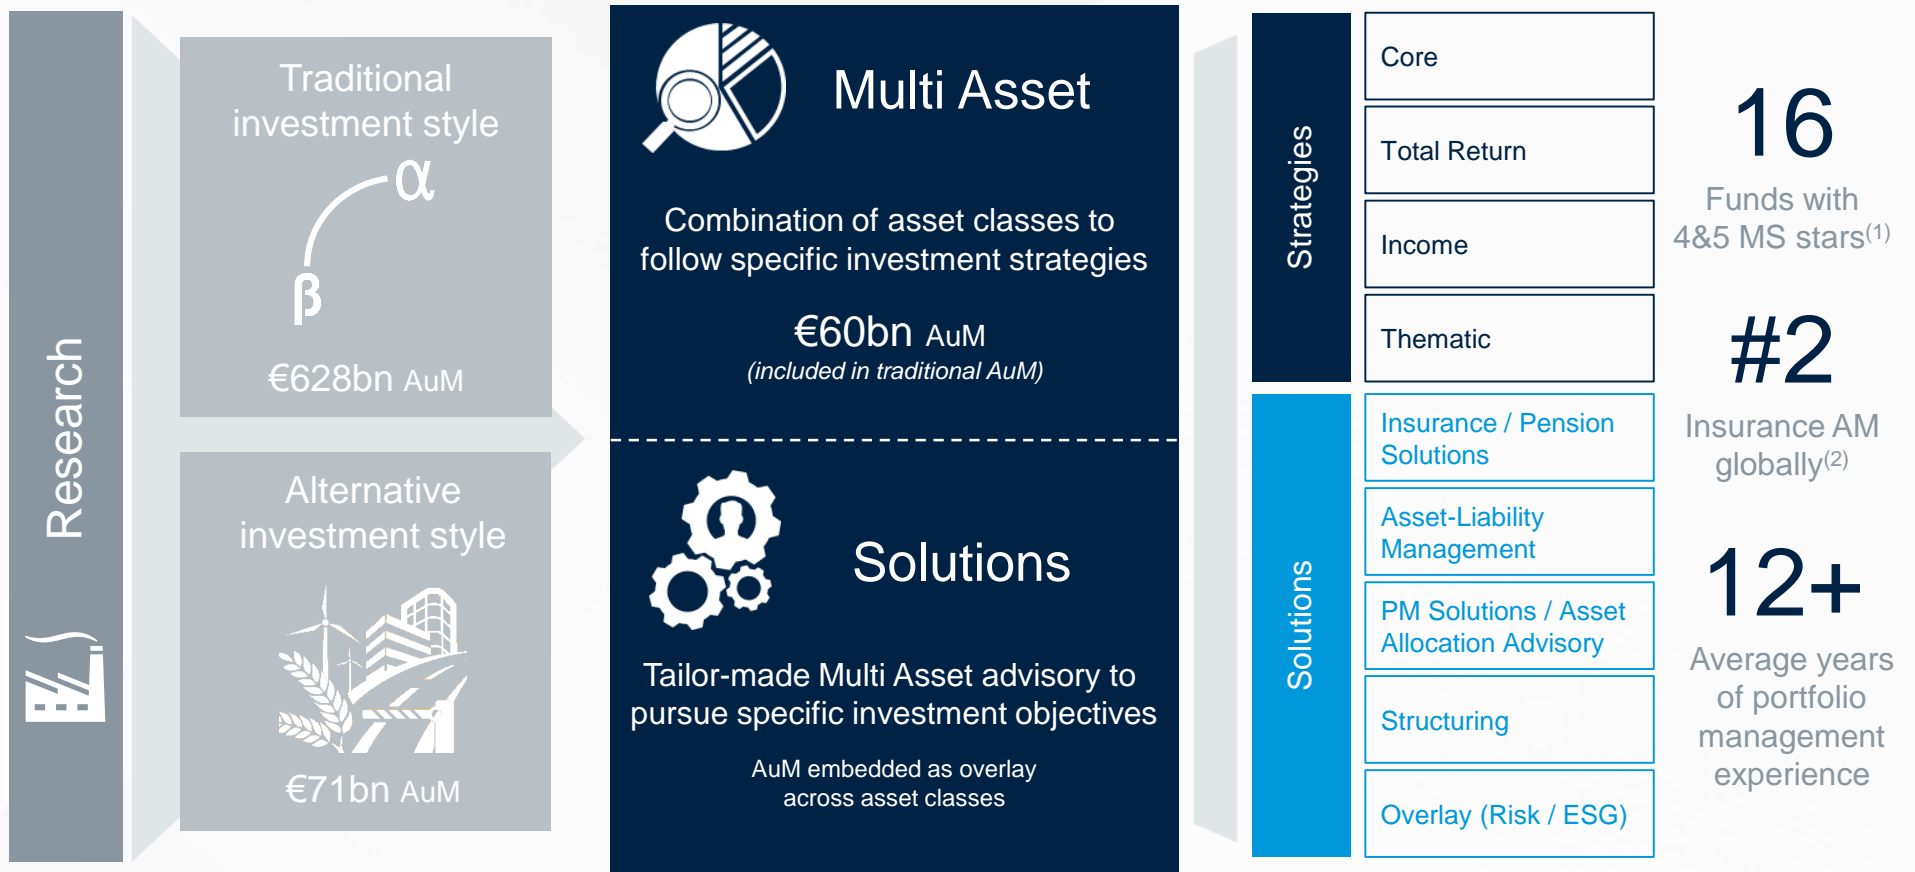 Research
Traditional
investment style
α
β
€628bn AuM
Alternative
investment style
€71bn AuM
Multi Asset
Combination of asset classes to
follow specific investment strategies
€60bn AuM
(included in traditional AuM)
Solutions
Tailor-made Multi Asset advisory to
pursue specific investment objectives
AuM embedded as overlay
across asset classes
Strategies
Core
Total Return
Income
Thematic
Solutions
Insurance / Pension
Solutions
Asset-Liability
Management
PM Solutions / Asset
Allocation Advisory
Structuring
Overlay (Risk / ESG)
16
Funds with
4&5 MS stars(1)
#2
Insurance AM
globally(2)
12+
Average years
of portfolio
management
experience